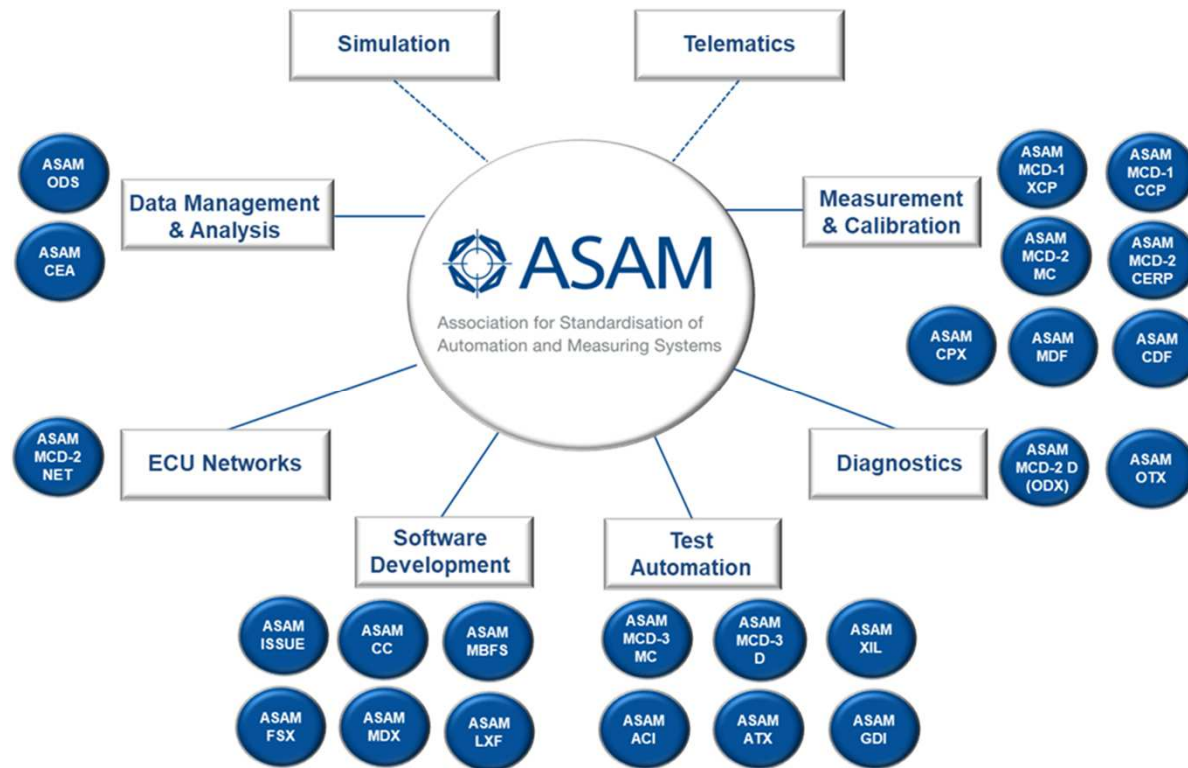 Simulation
Telematics
ASAM
ODS
ASAM
CEA
Data Management
& Analysis
ASAM
Association for Standardisation of
Automation and Measuring Systems
Measurement
& Calibration
ASAM
MCD-1
XCP
ASAM
MCD-1
CCP
ASAM
MCD-2
MC
ASAM
MCD-2
CERP
ASAM
CPX
ASAM
MDF
ASAM
CDF
ASAM
MCD-2
NET
ECU Networks
Diagnostics
ASAM
MCD-2 D
(ODX)
ASAM
OTX
Software
Development
Test
Automation
ASAM
ISSUE
ASAM
CC
ASAM
MBFS
ASAM
FSX
ASAM
MDX
ASAM
LXF
ASAM
MCD-3
MC
ASAM
MCD-3
D
ASAM
XIL
ASAM
ACI
ASAM
ATX
ASAM
GDI